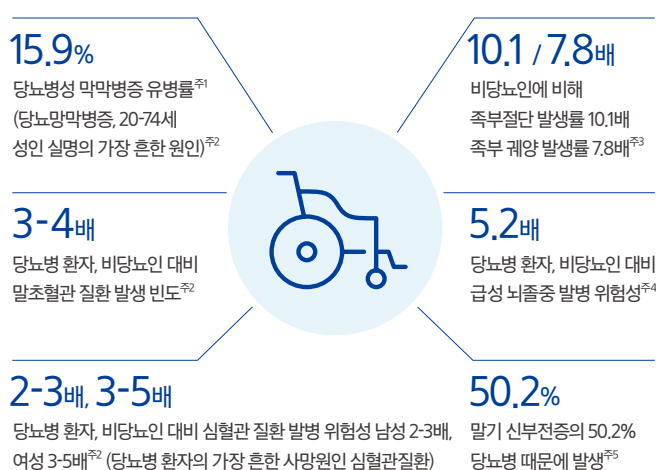 15.9%
당뇨병성 막막병증 유병률주1
(당뇨망막병증, 20-74세
성인 실명의 가장 흔한 원인)주2
10.1 / 7.8배
비당뇨인에 비해
족부절단 발생률 10.1배
족부 궤양 발생률 7.8배주3
3-4배
당뇨병 환자, 비당뇨인 대비
말초혈관 질환 발생 빈도주2
5.2배
당뇨병 환자, 비당뇨인 대비
급성 뇌졸중 발병 위험성주4
2-3배, 3-5배
당뇨병 환자, 비당뇨인 대비 심혈관 질환 발병 위험성 남성 2-3배,
여성 3-5배주2 (당뇨병 환자의 가장 흔한 사망원인 심혈관질환)
50.2%
말기 신부전증의 50.2%
당뇨병 때문에 발생주5